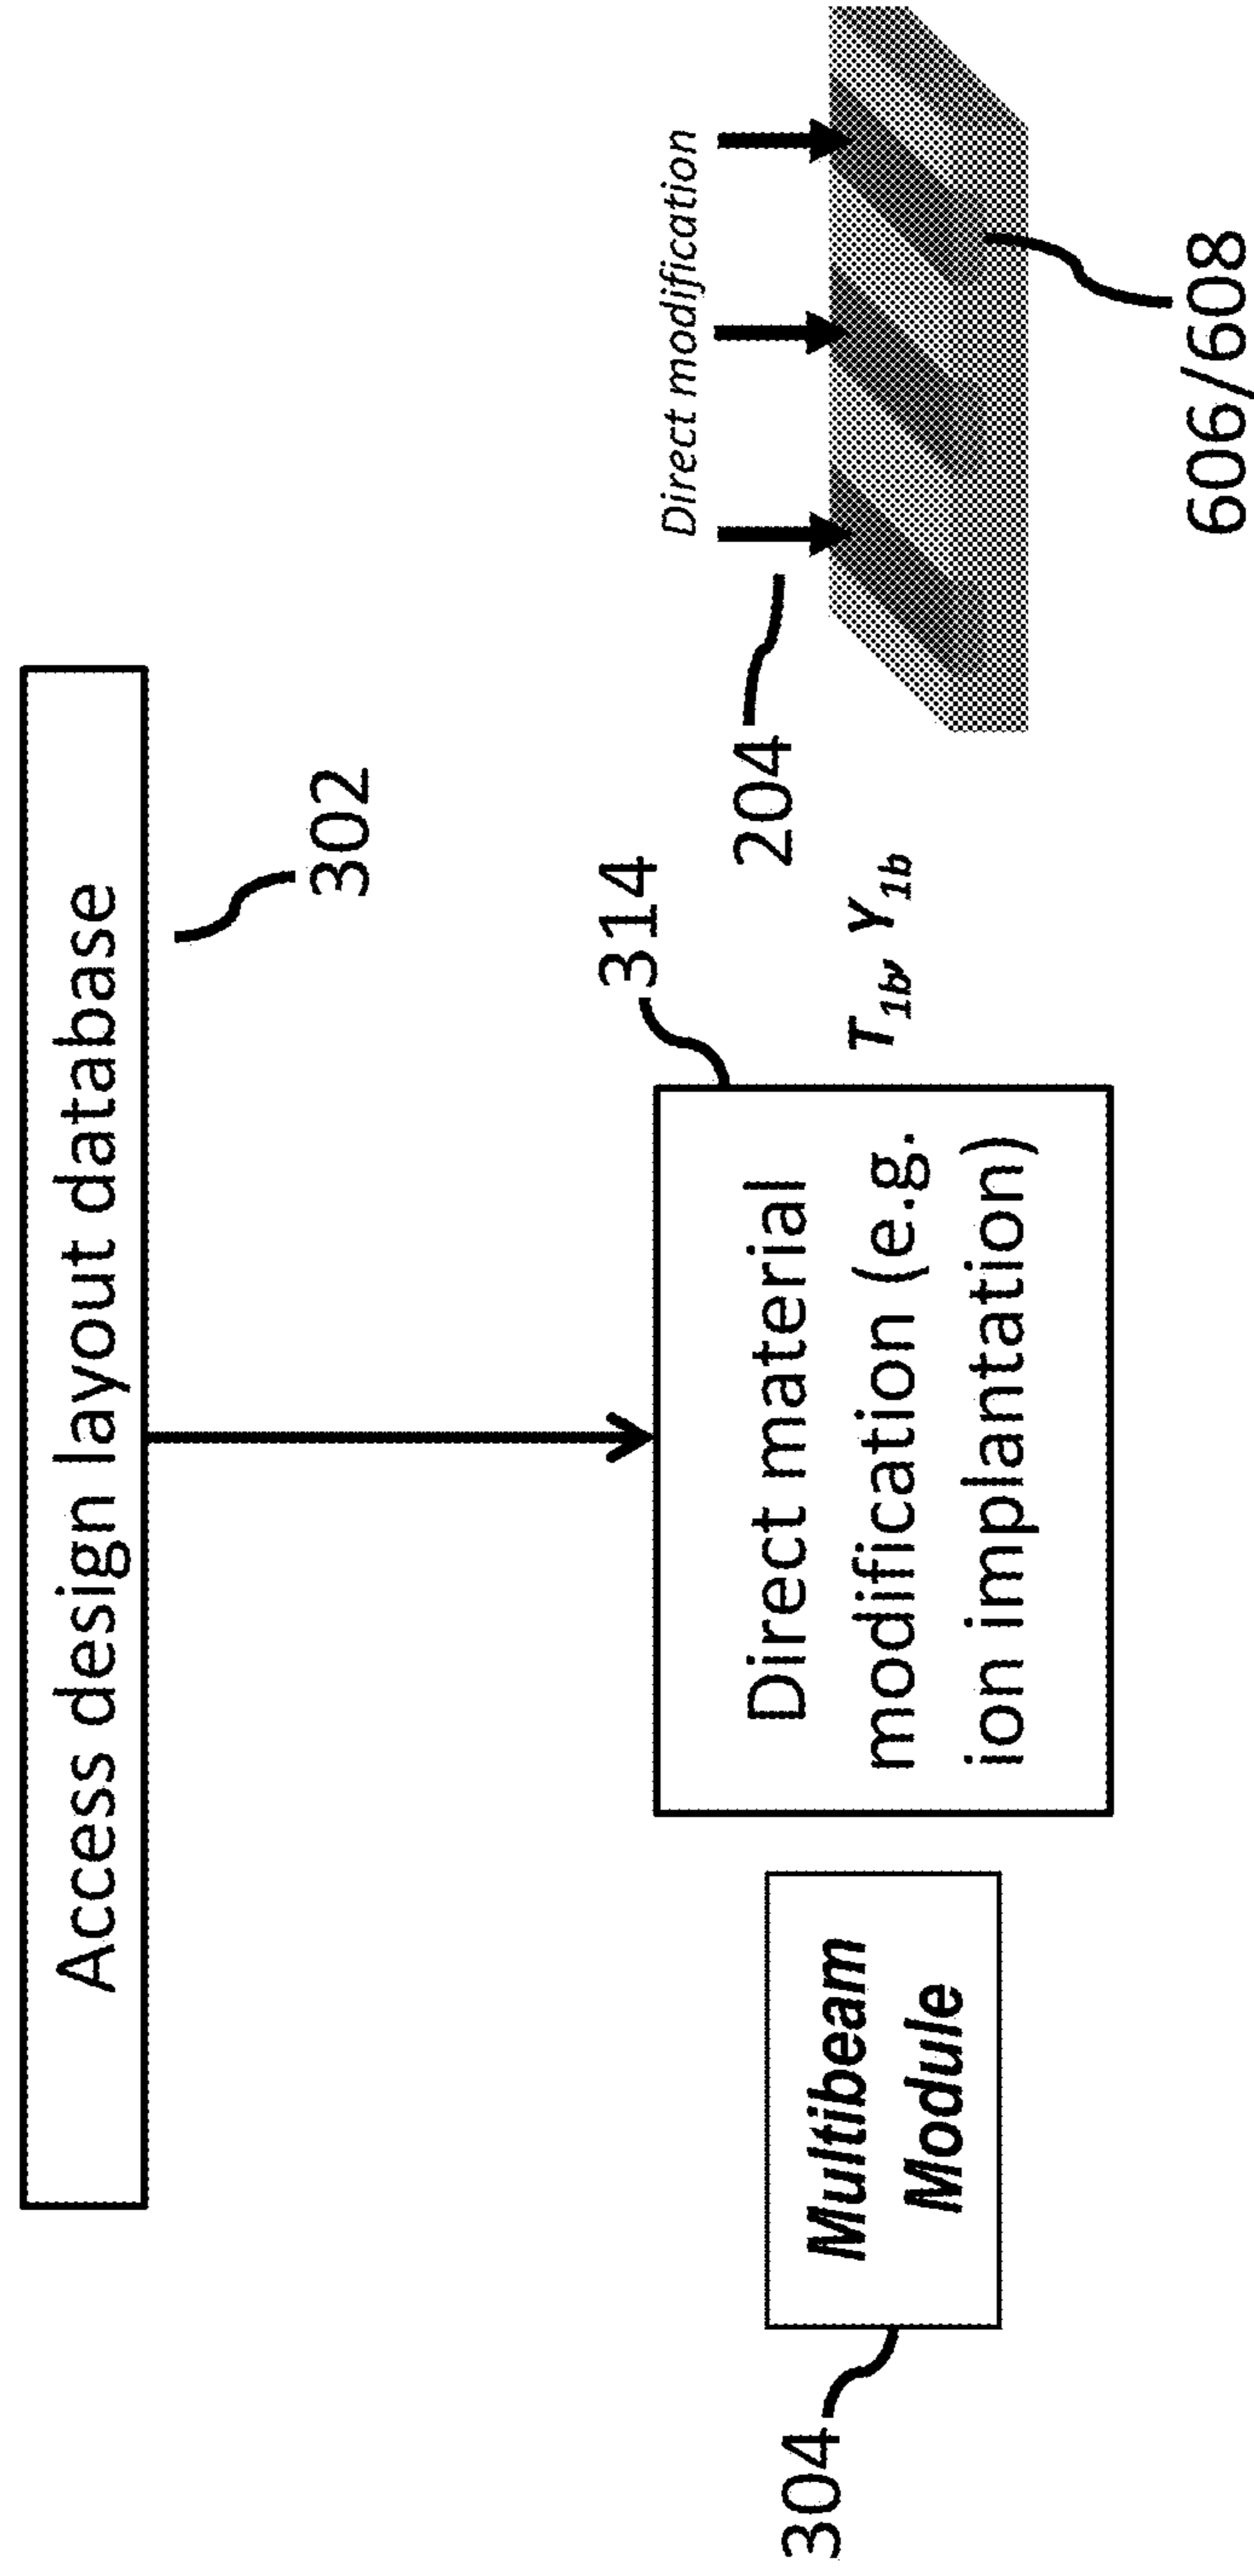 Access design layout database
302
304
Multibeam
Module
Direct material
modification (e.g.
ion implantation)
314
T1b, Y1b
204
Direct modification
606/608